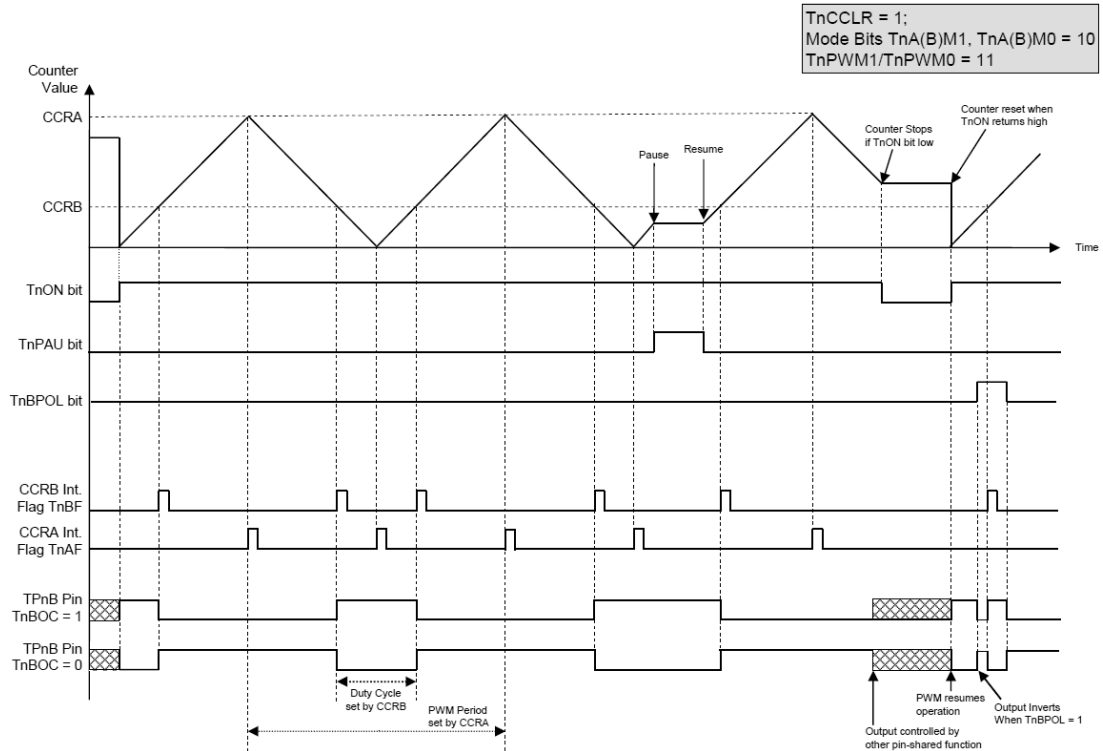 TnCCLR = 1;
Mode Bits TnA(B)M1, TnA(B)M0 = 10
TnPWM1/TnPWM0 = 11
Counter
Value
CCRA
CCRB
Pause
Resume
Counter Stops
if TnON bit low
Counter reset when
TnON returns high
Time
TnON bit
TnPAU bit
TnBPOL bit
CCRB Int.
Flag TnBF
CCRA Int.
Flag TnAF
TPnB Pin
TnBOC = 1
TPnB Pin
TnBOC = 0
Duty Cycle
set by CCRB
PWM Period
set by CCRA
Output controlled by
other pin-shared function
PWM resumes
operation
Output Inverts
When TnBPOL = 1